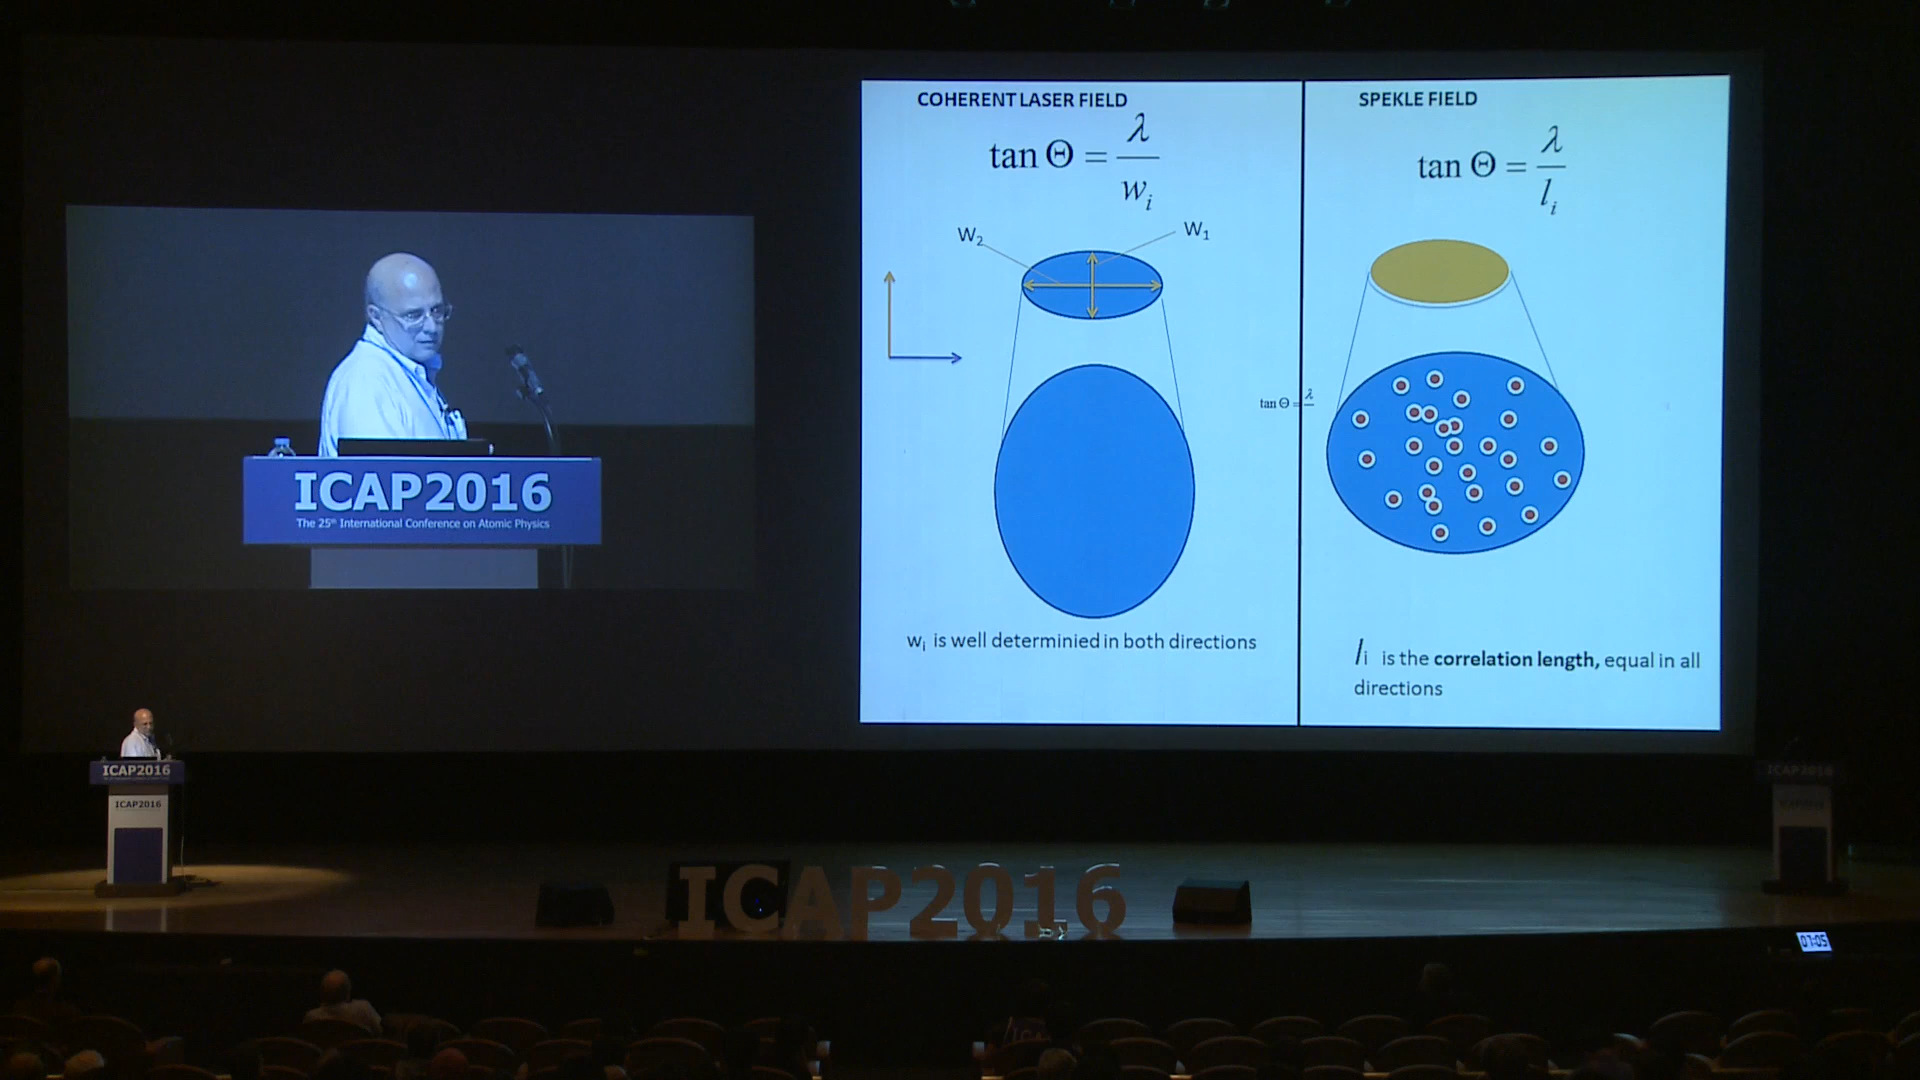 COHERENT LASER FIELD
tan Θ = λ / wᵢ
W₂
W₁
wᵢ is well determinied in both directions
SPEKLE FIELD
tan Θ = λ / lᵢ
tan Θ = λ
lᵢ is the correlation length, equal in all
directions
ICAP2016
The 25th International Conference on Atomic Physics
ICAP2016
ICAP2016
ICAP2016
ICAP2016
07:05